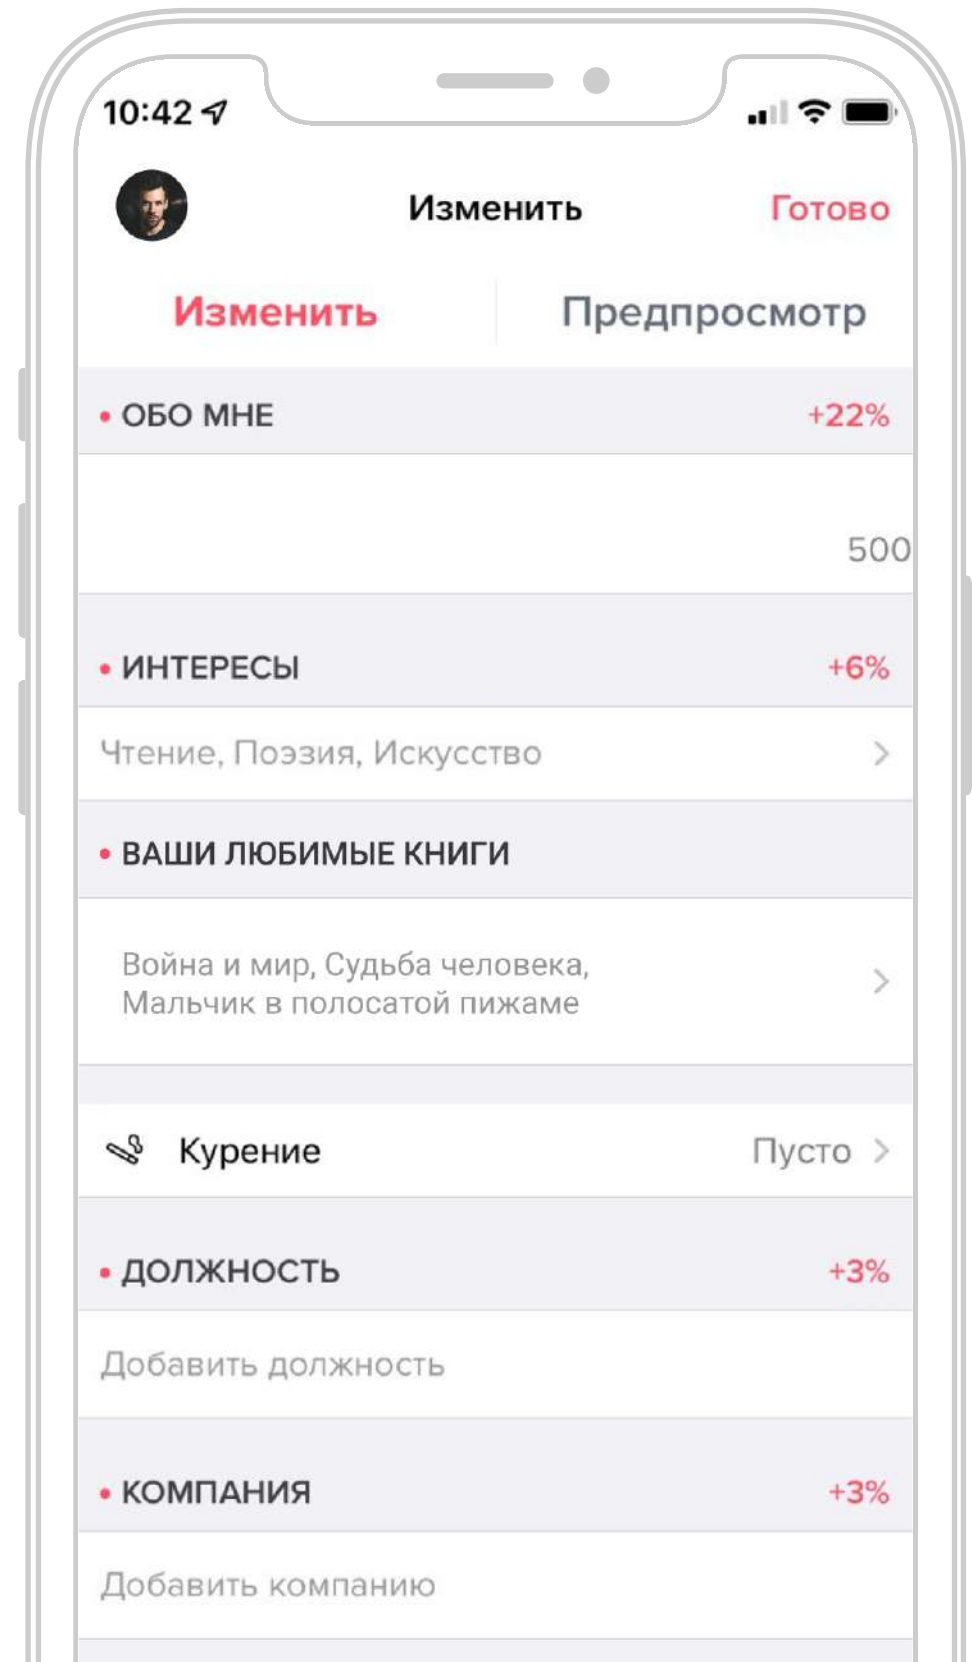 10:42
Изменить
Готово
Изменить
Предпросмотр
• ОБО МНЕ
+22%
500
• ИНТЕРЕСЫ
+6%
Чтение, Поэзия, Искусство
• ВАШИ ЛЮБИМЫЕ КНИГИ
Война и мир, Судьба человека,
Мальчик в полосатой пижаме
Курение
Пусто
• ДОЛЖНОСТЬ
+3%
Добавить должность
• КОМПАНИЯ
+3%
Добавить компанию